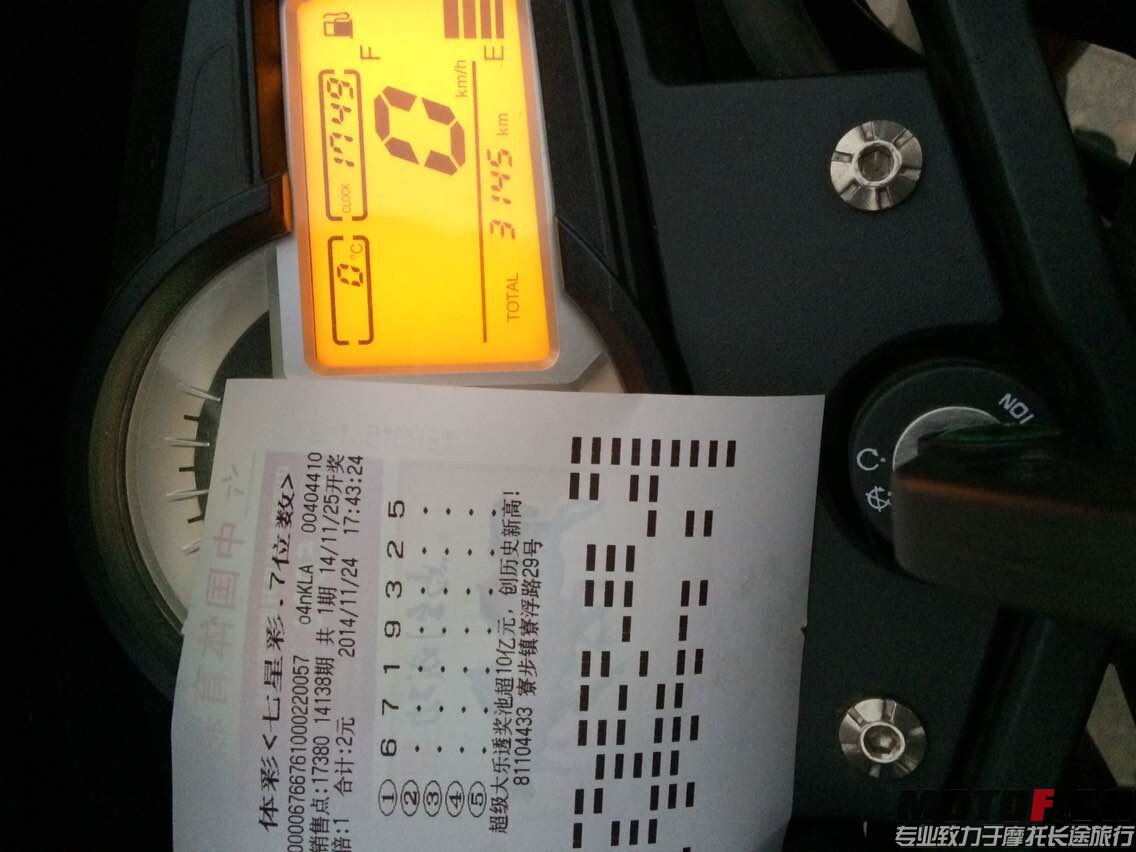 F
E
1749
CLOCK
0
km/h
0 °C
TOTAL 3145 km
ION
体彩<七星彩.7位数>
000006766761000220057 o4nKLA 00404410
销售点:17380 14138期 共 1期 14/11/25开奖
倍:1 合计:2元 2014/11/24 17:43:24
① 6 7 1 9 3 2 5
②
③
④
⑤
超级大乐透奖池超10亿元，创历史新高!
81104433 寮步镇寮浮路29号
专业致力于摩托长途旅行